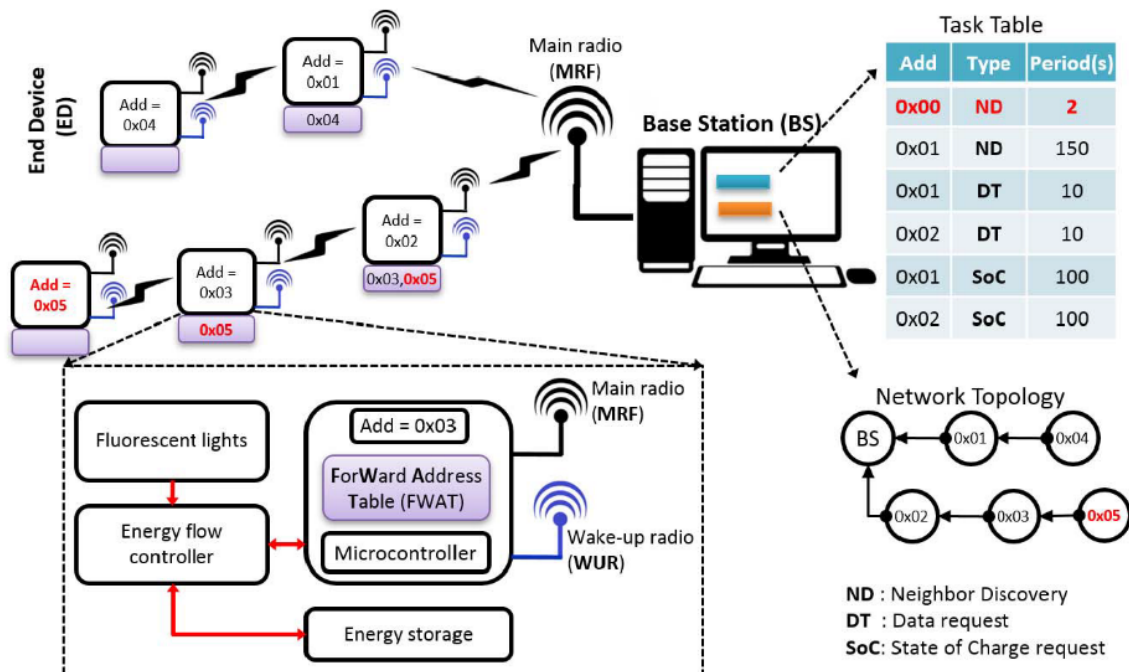 Task Table
Add Type Period(s)
0x00 ND 2
0x01 ND 150
0x01 DT 10
0x02 DT 10
0x01 SoC 100
0x02 SoC 100
Main radio
(MRF)
Base Station (BS)
End Device
(ED)
Add =
0x04
Add =
0x01
0x04
Add =
0x02
0x03,0x05
Add =
0x03
0x05
Add =
0x05
Fluorescent lights
Energy flow
controller
Energy storage
Add = 0x03
ForWard Address
Table (FWAT)
Microcontroller
Main radio
(MRF)
Wake-up radio
(WUR)
Network Topology
BS
0x01
0x04
0x02
0x03
0x05
ND : Neighbor Discovery
DT : Data request
SoC: State of Charge request